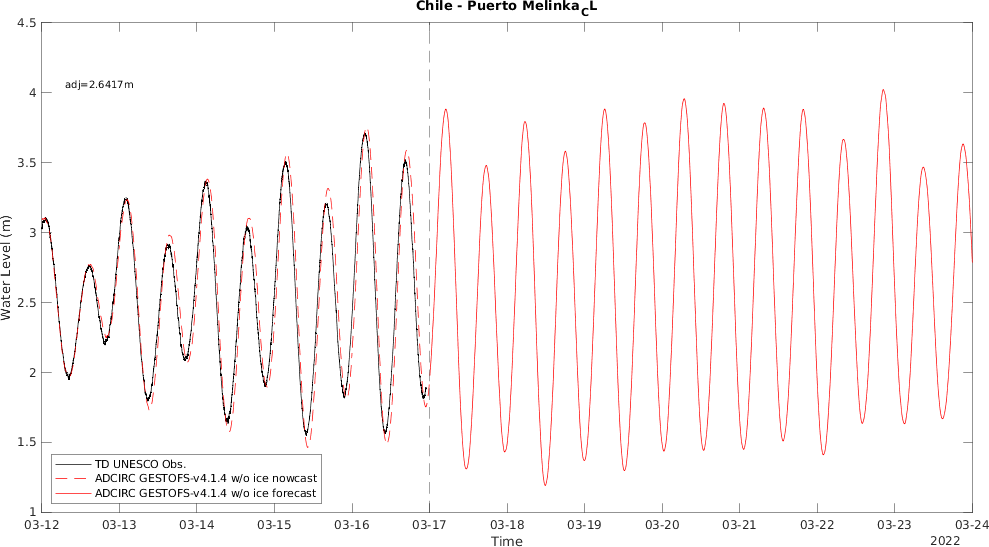 Chile - Puerto Melinka_CL
4.5
4
3.5
3
2.5
2
1.5
1
Water Level (m)
adj=2.6417m
TD UNESCO Obs.
ADCIRC GESTOFS-v4.1.4 w/o ice nowcast
ADCIRC GESTOFS-v4.1.4 w/o ice forecast
03-12 03-13 03-14 03-15 03-16 03-17 03-18 03-19 03-20 03-21 03-22 03-23 03-24
Time
2022